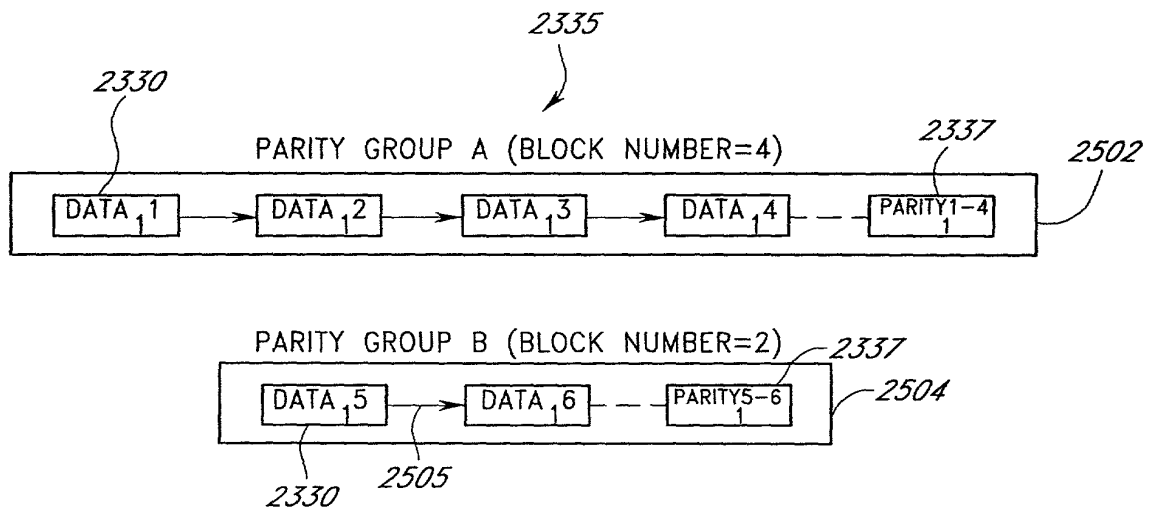 2335
2330
PARITY GROUP A (BLOCK NUMBER=4)
2337
2502
DATA 1 1
DATA 1 2
DATA 1 3
DATA 1 4
PARITY1-4
1
PARITY GROUP B (BLOCK NUMBER=2)
2337
2504
DATA 1 5
DATA 1 6
PARITY5-6
1
2330
2505